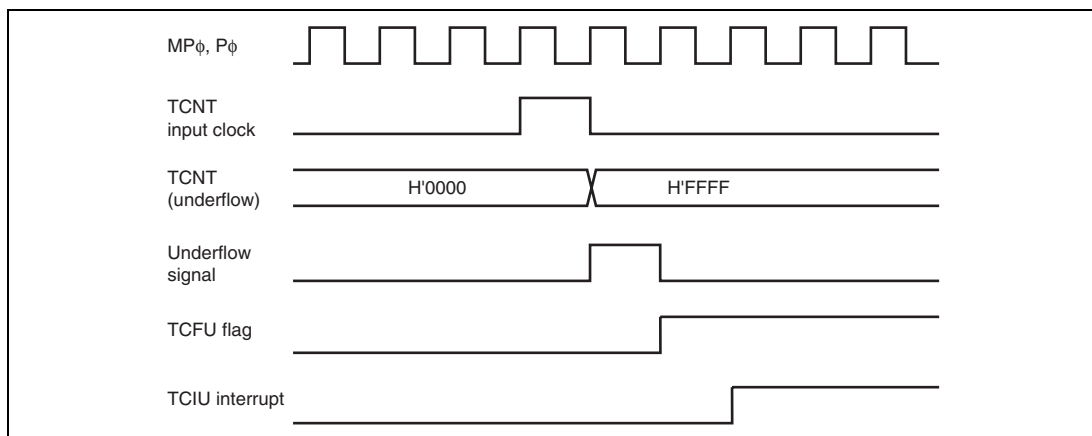 MPϕ, Pϕ
TCNT
input clock
TCNT
(underflow)
H'0000
H'FFFF
Underflow
signal
TCFU flag
TCIU interrupt